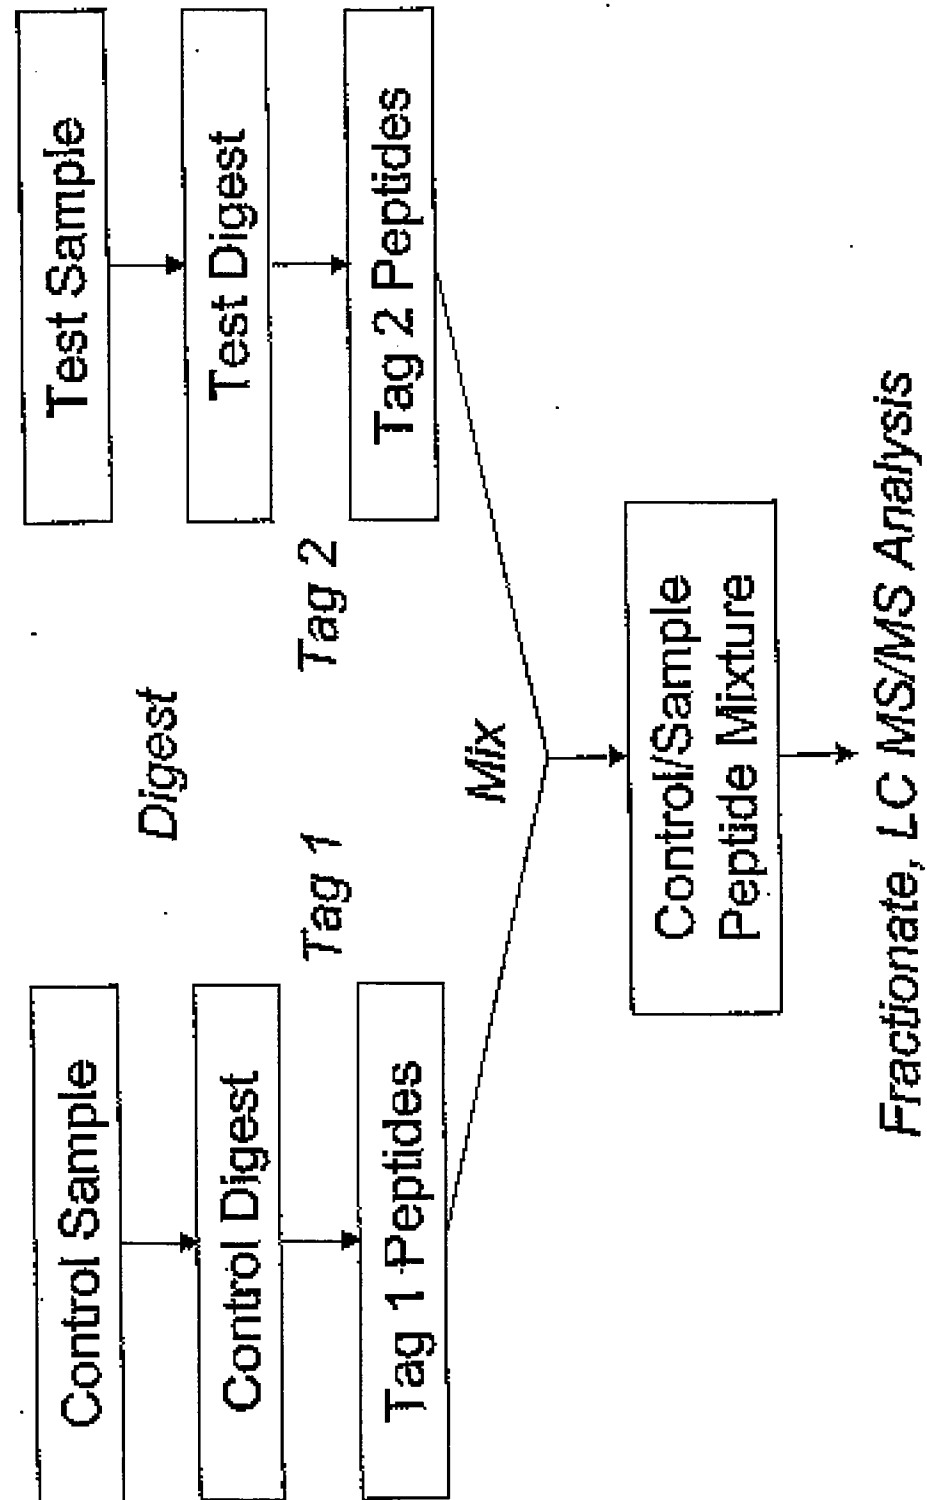 Control Sample
Test Sample
Digest
Control Digest
Test Digest
Tag 1
Tag 2
Tag 1 Peptides
Tag 2 Peptides
Mix
Control/Sample
Peptide Mixture
Fractionate, LC MS/MS Analysis